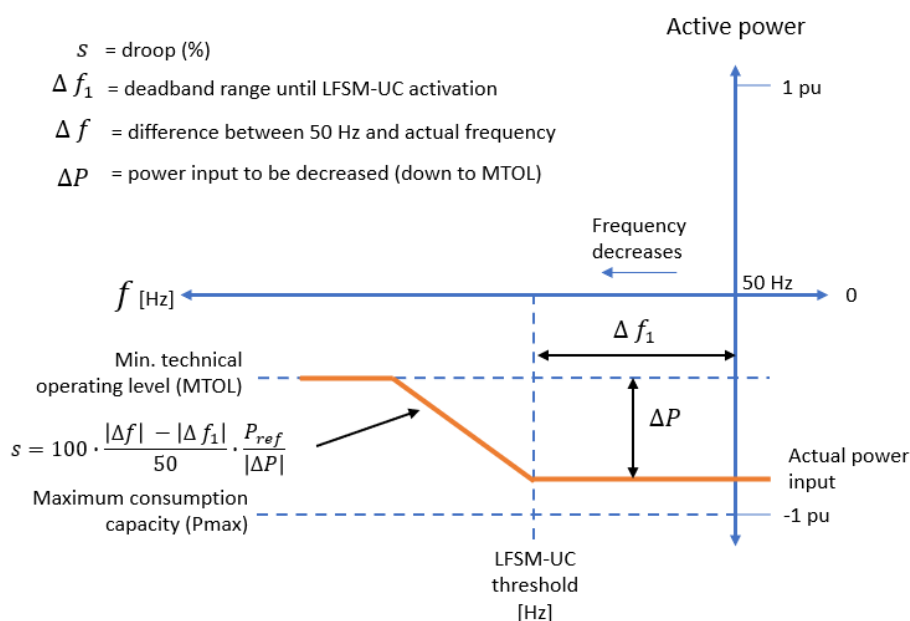 Active power
s = droop (%)
Δ f₁ = deadband range until LFSM-UC activation
1 pu
Δ f = difference between 50 Hz and actual frequency
ΔP = power input to be decreased (down to MTOL)
Frequency
decreases
50 Hz
0
f [Hz]
Δ f₁
Min. technical
operating level (MTOL)
ΔP
s = 100 · |Δf| − |Δ f₁| / 50 · P_ref / |ΔP|
Actual power
input
Maximum consumption
capacity (Pmax)
-1 pu
LFSM-UC
threshold
[Hz]